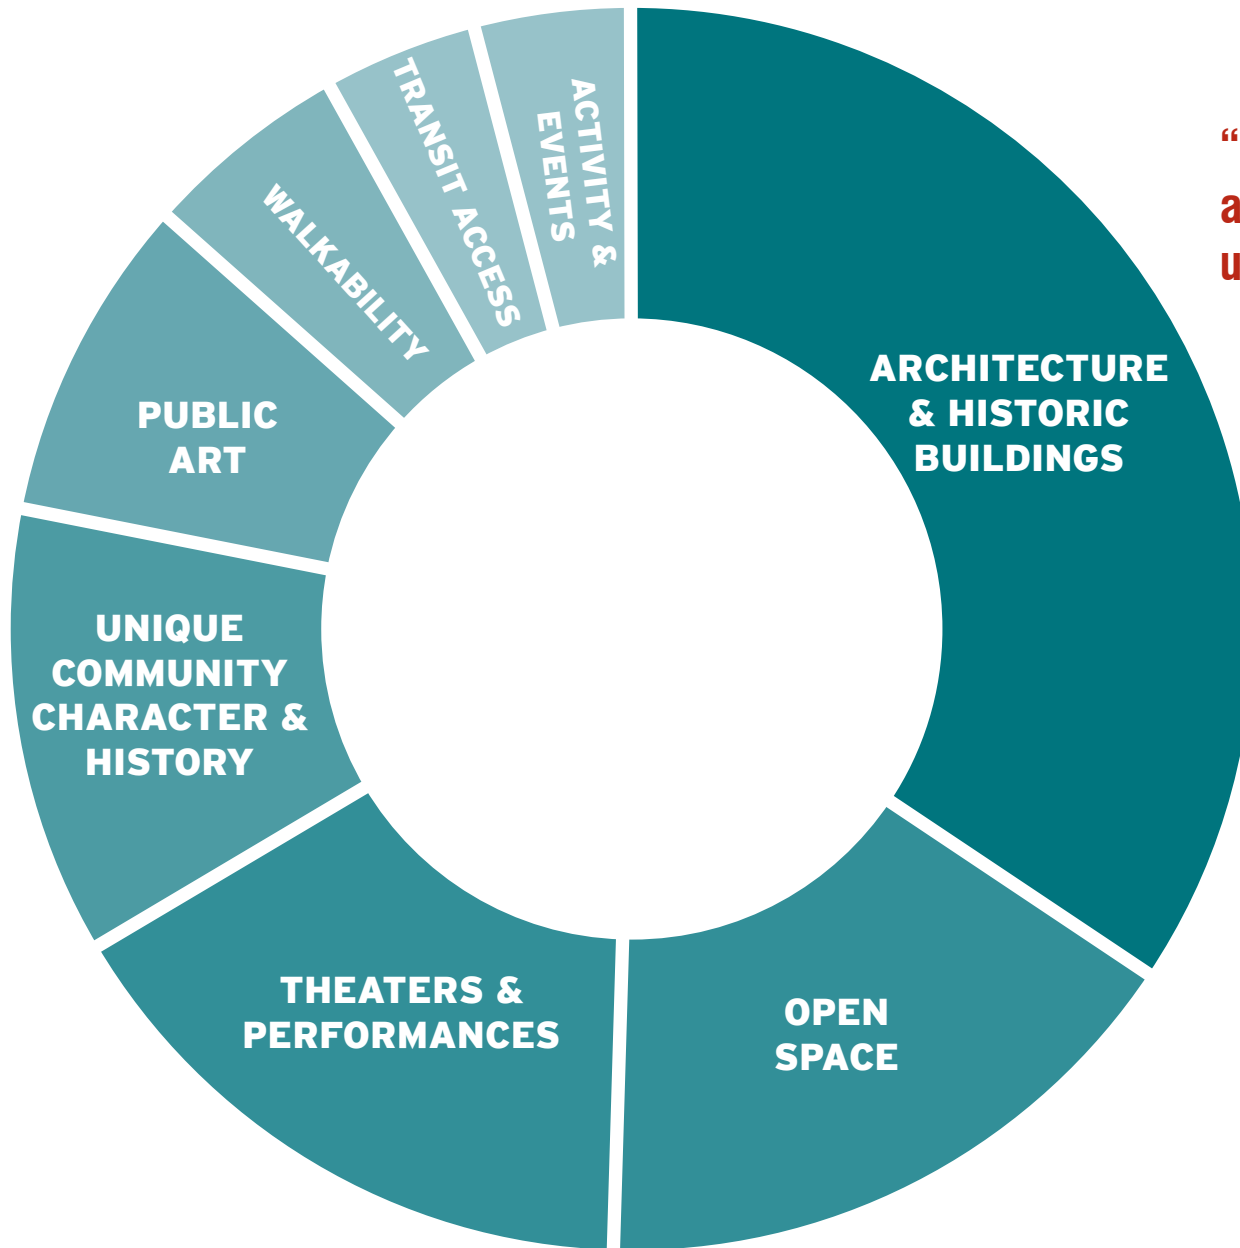 ACTIVITY &
EVENTS
TRANSIT ACCESS
WALKABILITY
PUBLIC
ART
UNIQUE
COMMUNITY
CHARACTER &
HISTORY
THEATERS &
PERFORMANCES
OPEN
SPACE
ARCHITECTURE
& HISTORIC
BUILDINGS
“
a
u